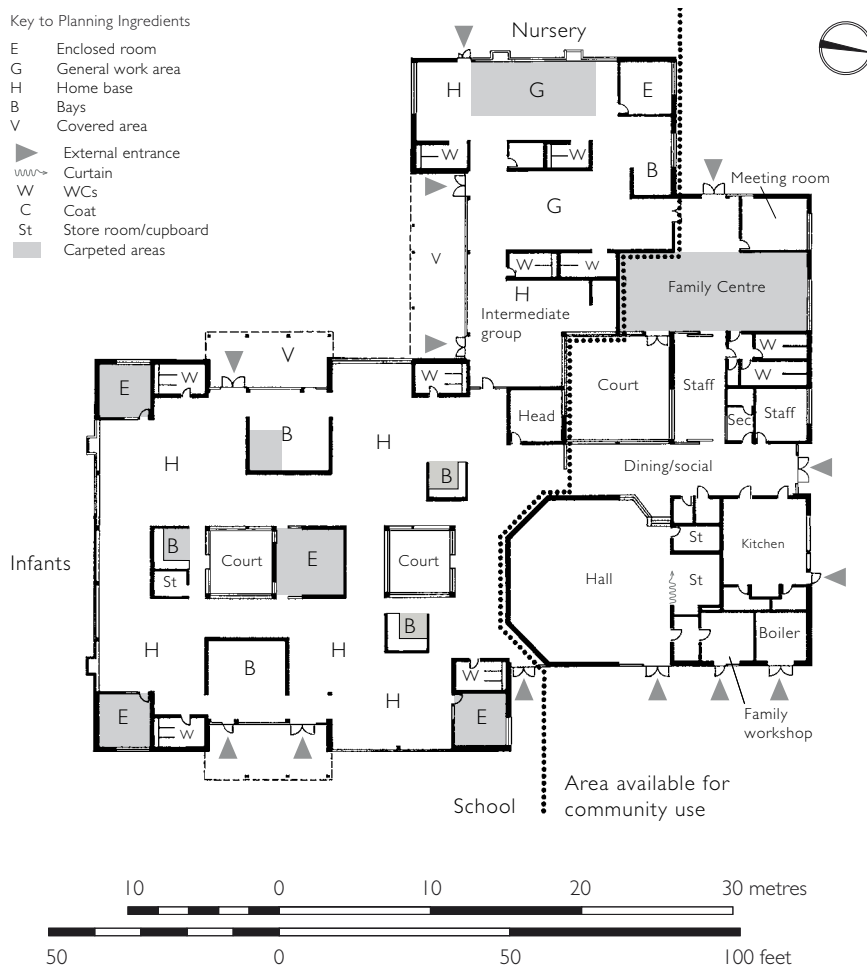 Key to Planning Ingredients
E Enclosed room
G General work area
H Home base
B Bays
V Covered area
External entrance
Curtain
W WCs
C Coat
St Store room/cupboard
Carpeted areas
Nursery
H
G
E
W
W
B
Meeting room
G
V
W
W
H
Family Centre
Intermediate
group
V
W
E
W
W
Court
Staff
W
Head
Sec
Staff
B
H
H
B
Dining/social
Infants
B
St
Court
E
Court
Hall
St
St
Kitchen
B
Boiler
H
B
H
W
H
E
W
E
Family
workshop
School
Area available for
community use
10 0 10 20 30 metres
50 0 50 100 feet